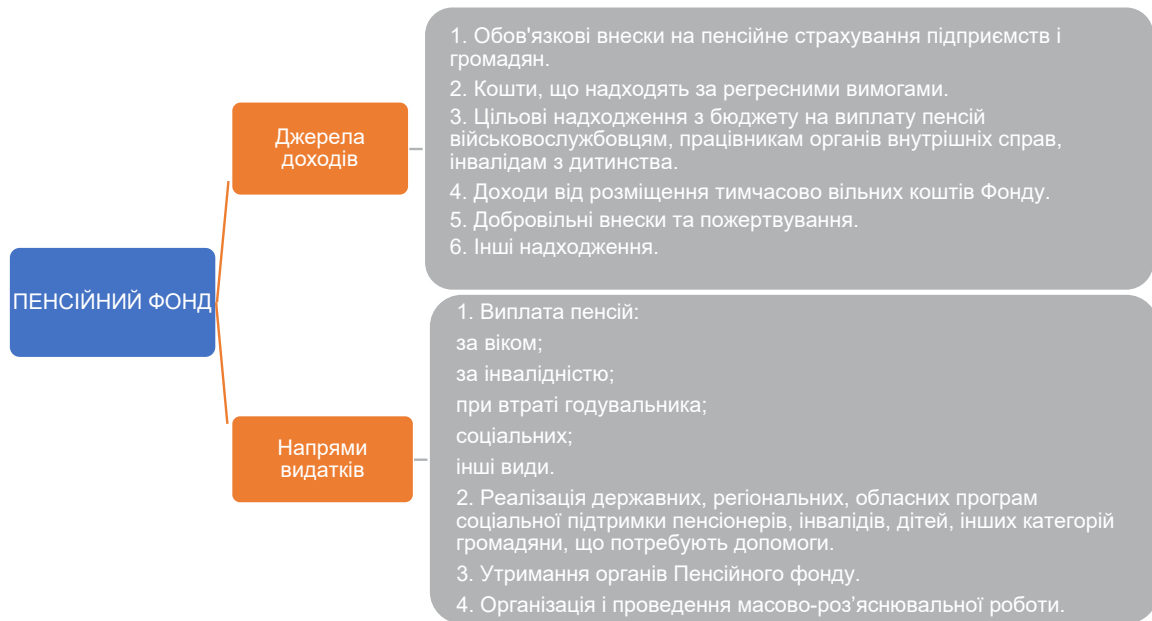 ПЕНСІЙНИЙ ФОНД
Джерела
доходів
1. Обов'язкові внески на пенсійне страхування підприємств і
громадян.
2. Кошти, що надходять за регресними вимогами.
3. Цільові надходження з бюджету на виплату пенсій
військовослужбовцям, працівникам органів внутрішніх справ,
інвалідам з дитинства.
4. Доходи від розміщення тимчасово вільних коштів Фонду.
5. Добровільні внески та пожертвування.
6. Інші надходження.
Напрями
видатків
1. Виплата пенсій:
за віком;
за інвалідністю;
при втраті годувальника;
соціальних;
інші види.
2. Реалізація державних, регіональних, обласних програм
соціальної підтримки пенсіонерів, інвалідів, дітей, інших категорій
громадяни, що потребують допомоги.
3. Утримання органів Пенсійного фонду.
4. Організація і проведення масово-роз’яснювальної роботи.